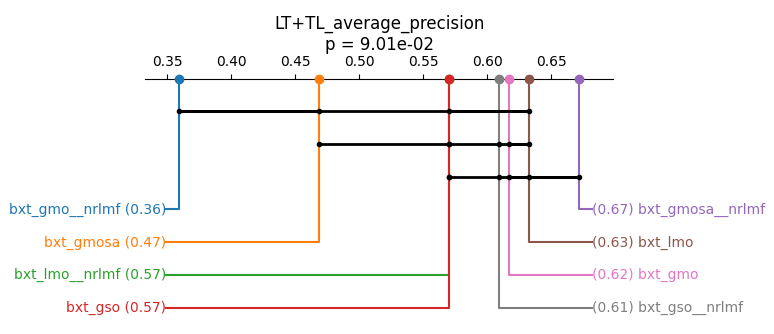 LT+TL_average_precision
p = 9.01e-02
0.35 0.40 0.45 0.50 0.55 0.60 0.65
bxt_gmo__nrlmf (0.36) (0.67) bxt_gmosa__nrlmf
bxt_gmosa (0.47) (0.63) bxt_lmo
bxt_lmo__nrlmf (0.57) (0.62) bxt_gmo
bxt_gso (0.57) (0.61) bxt_gso__nrlmf